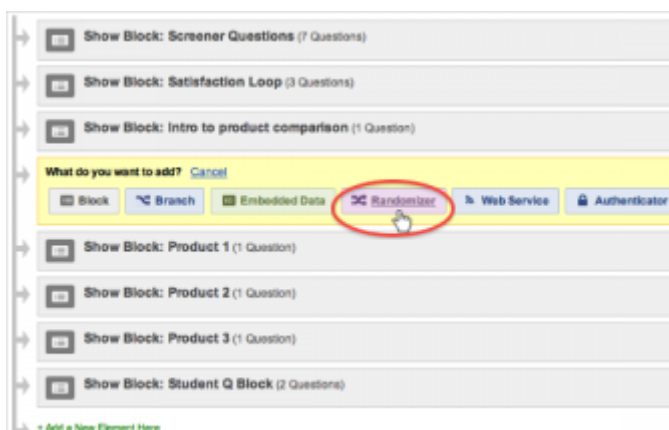 Show Block: Screener Questions (7 Questions)
Show Block: Satisfaction Loop (3 Questions)
Show Block: Intro to product comparison (1 Question)
What do you want to add? Cancel
Block Branch Embedded Data Randomizer Web Service Authenticator
Show Block: Product 1 (1 Question)
Show Block: Product 2 (1 Question)
Show Block: Product 3 (1 Question)
Show Block: Student Q Block (2 Questions)
+ Add a New Element Here